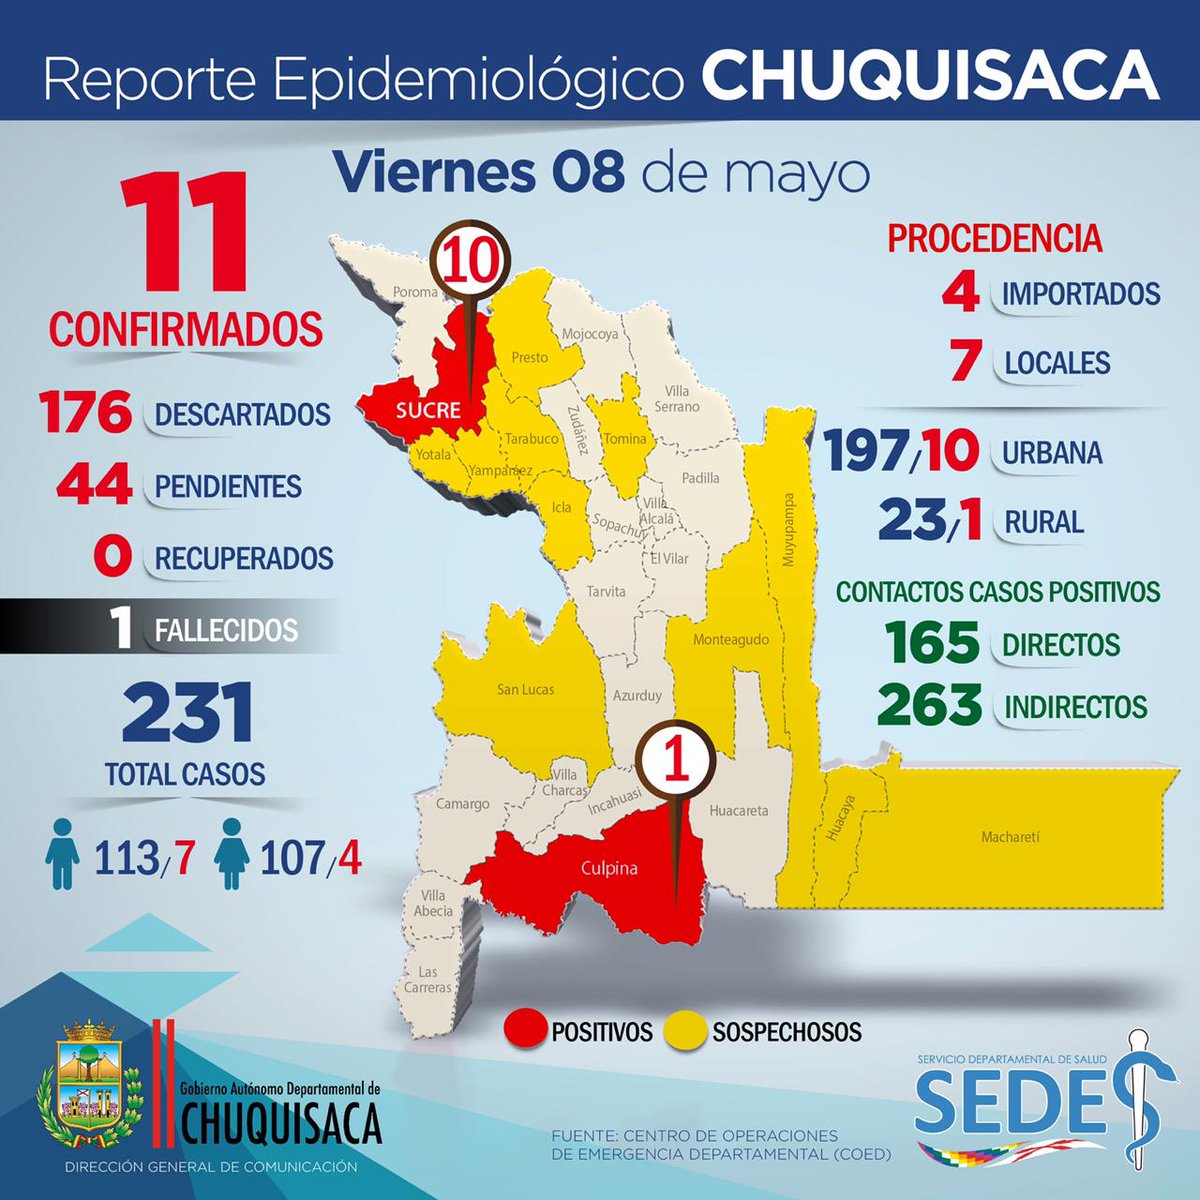 Reporte Epidemiológico CHUQUISACA
Viernes 08 de mayo
11
CONFIRMADOS
176 DESCARTADOS
44 PENDIENTES
0 RECUPERADOS
1 FALLECIDOS
231
TOTAL CASOS
113/7 107/4
PROCEDENCIA
4 IMPORTADOS
7 LOCALES
197/10 URBANA
23/1 RURAL
CONTACTOS CASOS POSITIVOS
165 DIRECTOS
263 INDIRECTOS
10
Poroma
SUCRE
Presto
Mojocoya
Villa
Serrano
Zudáñez
Tarabuco
Tomina
Yotala
Yamparáez
Padilla
Icla
Sopachuy
Villa
Alcalá
El Vilar
Muyupampa
Tarvita
Monteagudo
San Lucas
Azurduy
1
Villa
Charcas
Incahuasi
Camargo
Huacareta
Huacaya
Macharetí
Culpina
Villa
Abecia
Las
Carreras
POSITIVOS
SOSPECHOSOS
Gobierno Autónomo Departamental de
CHUQUISACA
DIRECCIÓN GENERAL DE COMUNICACIÓN
FUENTE: CENTRO DE OPERACIONES
DE EMERGENCIA DEPARTAMENTAL (COED)
SERVICIO DEPARTAMENTAL DE SALUD
SEDES